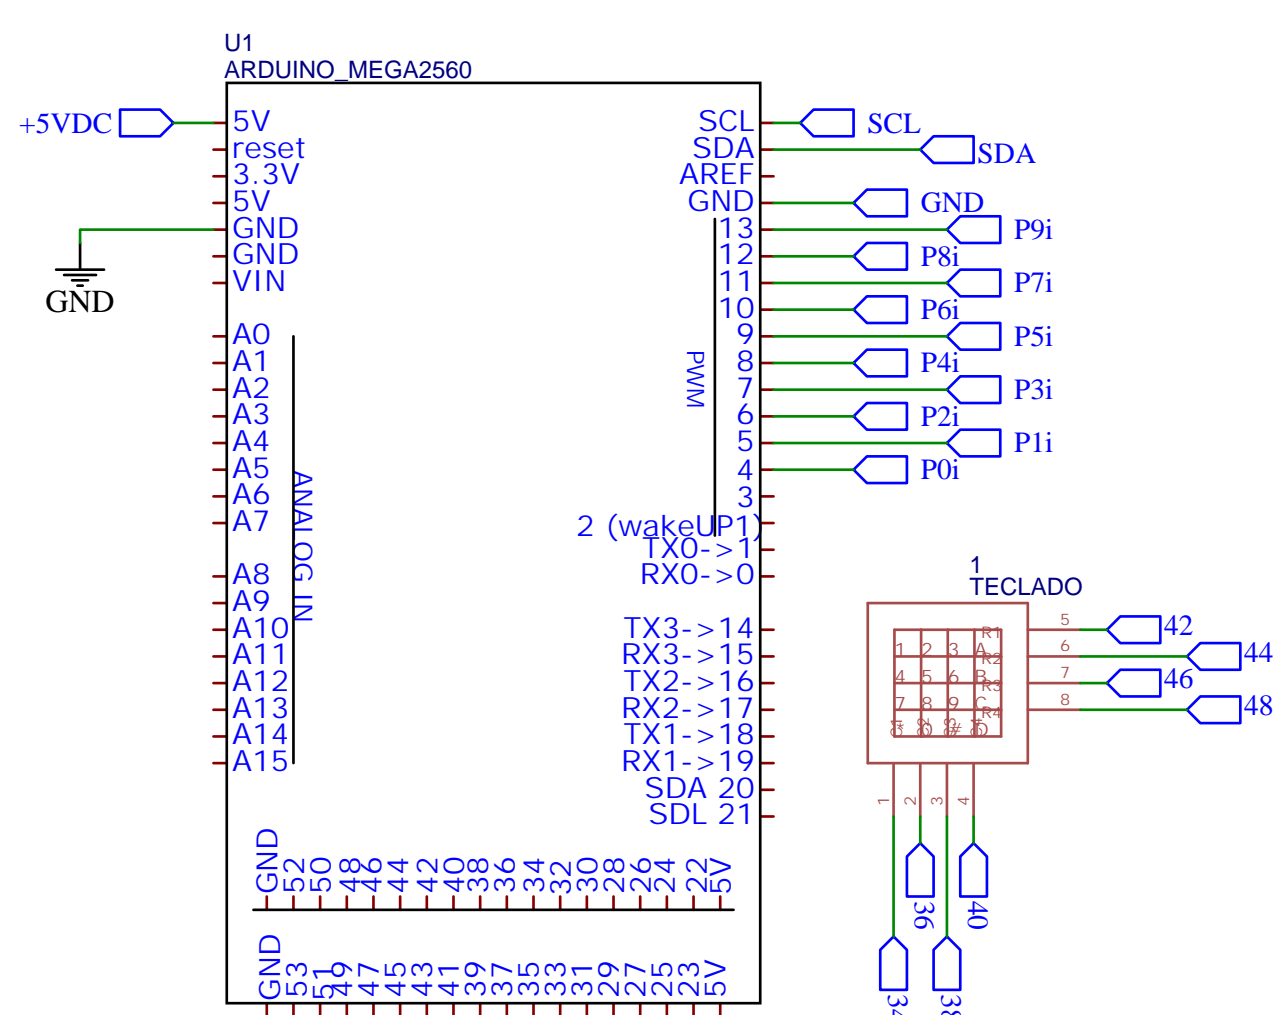 U1
ARDUINO_MEGA2560
+5VDC
5V
reset
3.3V
5V
GND
GND
VIN
GND
A0
A1
A2
A3
A4
A5
A6
A7
A8
A9
A10
A11
A12
A13
A14
A15
ANALOG IN
SCL SCL
SDA SDA
AREF
GND GND
13 P9i
12 P8i
11 P7i
10 P6i
9 P5i
8 P4i
7 P3i
6 P2i
5 P1i
4 P0i
3
2 (wakeUP1)
TX0->1
RX0->0
PWM
TX3->14
RX3->15
TX2->16
RX2->17
TX1->18
RX1->19
SDA 20
SDL 21
GND 52 50 48 46 44 42 40 38 36 34 32 30 28 26 24 22 5V
GND 53 51 49 47 45 43 41 39 37 35 33 31 29 27 25 23 5V
1
TECLADO
R1 5 42
1 2 3 A
R2 6 44
4 5 6 B
R3 7 46
7 8 9 C
R4 8 48
* 0 # D
C1 C2 C3 C4
1 2 3 4
36 40
34 38